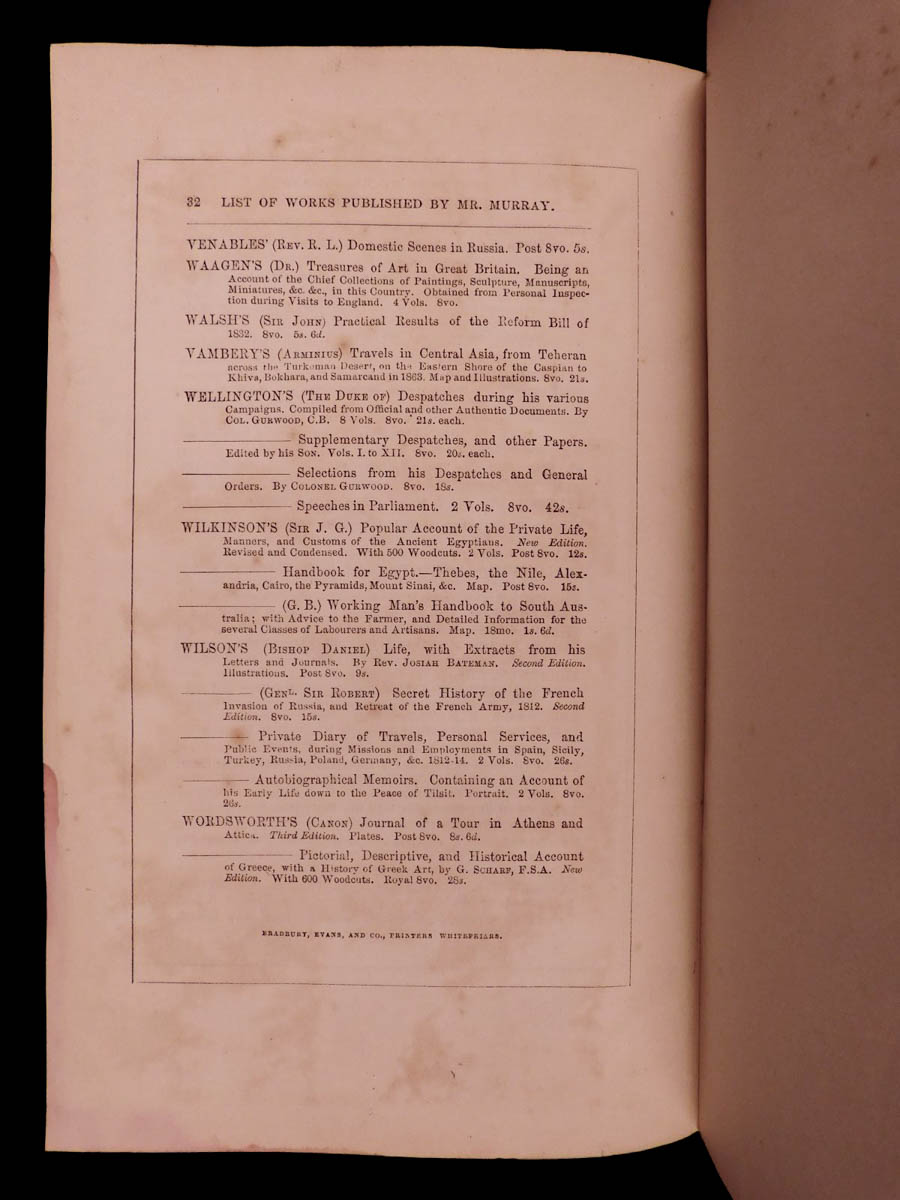 32 LIST OF WORKS PUBLISHED BY MR. MURRAY.
VENABLES' (REV. R. L.) Domestic Scenes in Russia. Post 8vo. 5s.
WAAGEN'S (DR.) Treasures of Art in Great Britain. Being an
Account of the Chief Collections of Paintings, Sculpture, Manuscripts,
Miniatures, &c. &c., in this Country. Obtained from Personal Inspec-
tion during Visits to England. 4 Vols. 8vo.
WALSH'S (SIR JOHN) Practical Results of the Reform Bill of
1832. 8vo. 5s. 6d.
VAMBERY'S (ARMINIUS) Travels in Central Asia, from Teheran
across the Turkoman Desert, on the Eastern Shore of the Caspian to
Khiva, Bokhara, and Samarcand in 1863. Map and Illustrations. 8vo. 21s.
WELLINGTON'S (THE DUKE OF) Despatches during his various
Campaigns. Compiled from Official and other Authentic Documents. By
COL. GURWOOD, C.B. 8 Vols. 8vo. 21s. each.
——— Supplementary Despatches, and other Papers.
Edited by his SON. Vols. I. to XII. 8vo. 20s. each.
——— Selections from his Despatches and General
Orders. By COLONEL GURWOOD. 8vo. 18s.
——— Speeches in Parliament. 2 Vols. 8vo. 42s.
WILKINSON'S (SIR J. G.) Popular Account of the Private Life,
Manners, and Customs of the Ancient Egyptians. New Edition.
Revised and Condensed. With 500 Woodcuts. 2 Vols. Post 8vo. 12s.
——— Handbook for Egypt.—Thebes, the Nile, Alex-
andria, Cairo, the Pyramids, Mount Sinai, &c. Map. Post 8vo. 15s.
——— (G. B.) Working Man's Handbook to South Aus-
tralia; with Advice to the Farmer, and Detailed Information for the
several Classes of Labourers and Artisans. Map. 18mo. 1s. 6d.
WILSON'S (BISHOP DANIEL) Life, with Extracts from his
Letters and Journals. By REV. JOSIAH BATEMAN. Second Edition.
Illustrations. Post 8vo. 9s.
——— (GENL. SIR ROBERT) Secret History of the French
Invasion of Russia, and Retreat of the French Army, 1812. Second
Edition. 8vo. 15s.
——— Private Diary of Travels, Personal Services, and
Public Events, during Missions and Employments in Spain, Sicily,
Turkey, Russia, Poland, Germany, &c. 1812-14. 2 Vols. 8vo. 26s.
——— Autobiographical Memoirs. Containing an Account of
his Early Life down to the Peace of Tilsit. Portrait. 2 Vols. 8vo.
26s.
WORDSWORTH'S (CANON) Journal of a Tour in Athens and
Attica. Third Edition. Plates. Post 8vo. 8s. 6d.
——— Pictorial, Descriptive, and Historical Account
of Greece, with a History of Greek Art, by G. SCHARF, F.S.A. New
Edition. With 600 Woodcuts. Royal 8vo. 28s.
BRADBURY, EVANS, AND CO., PRINTERS WHITEFRIARS.